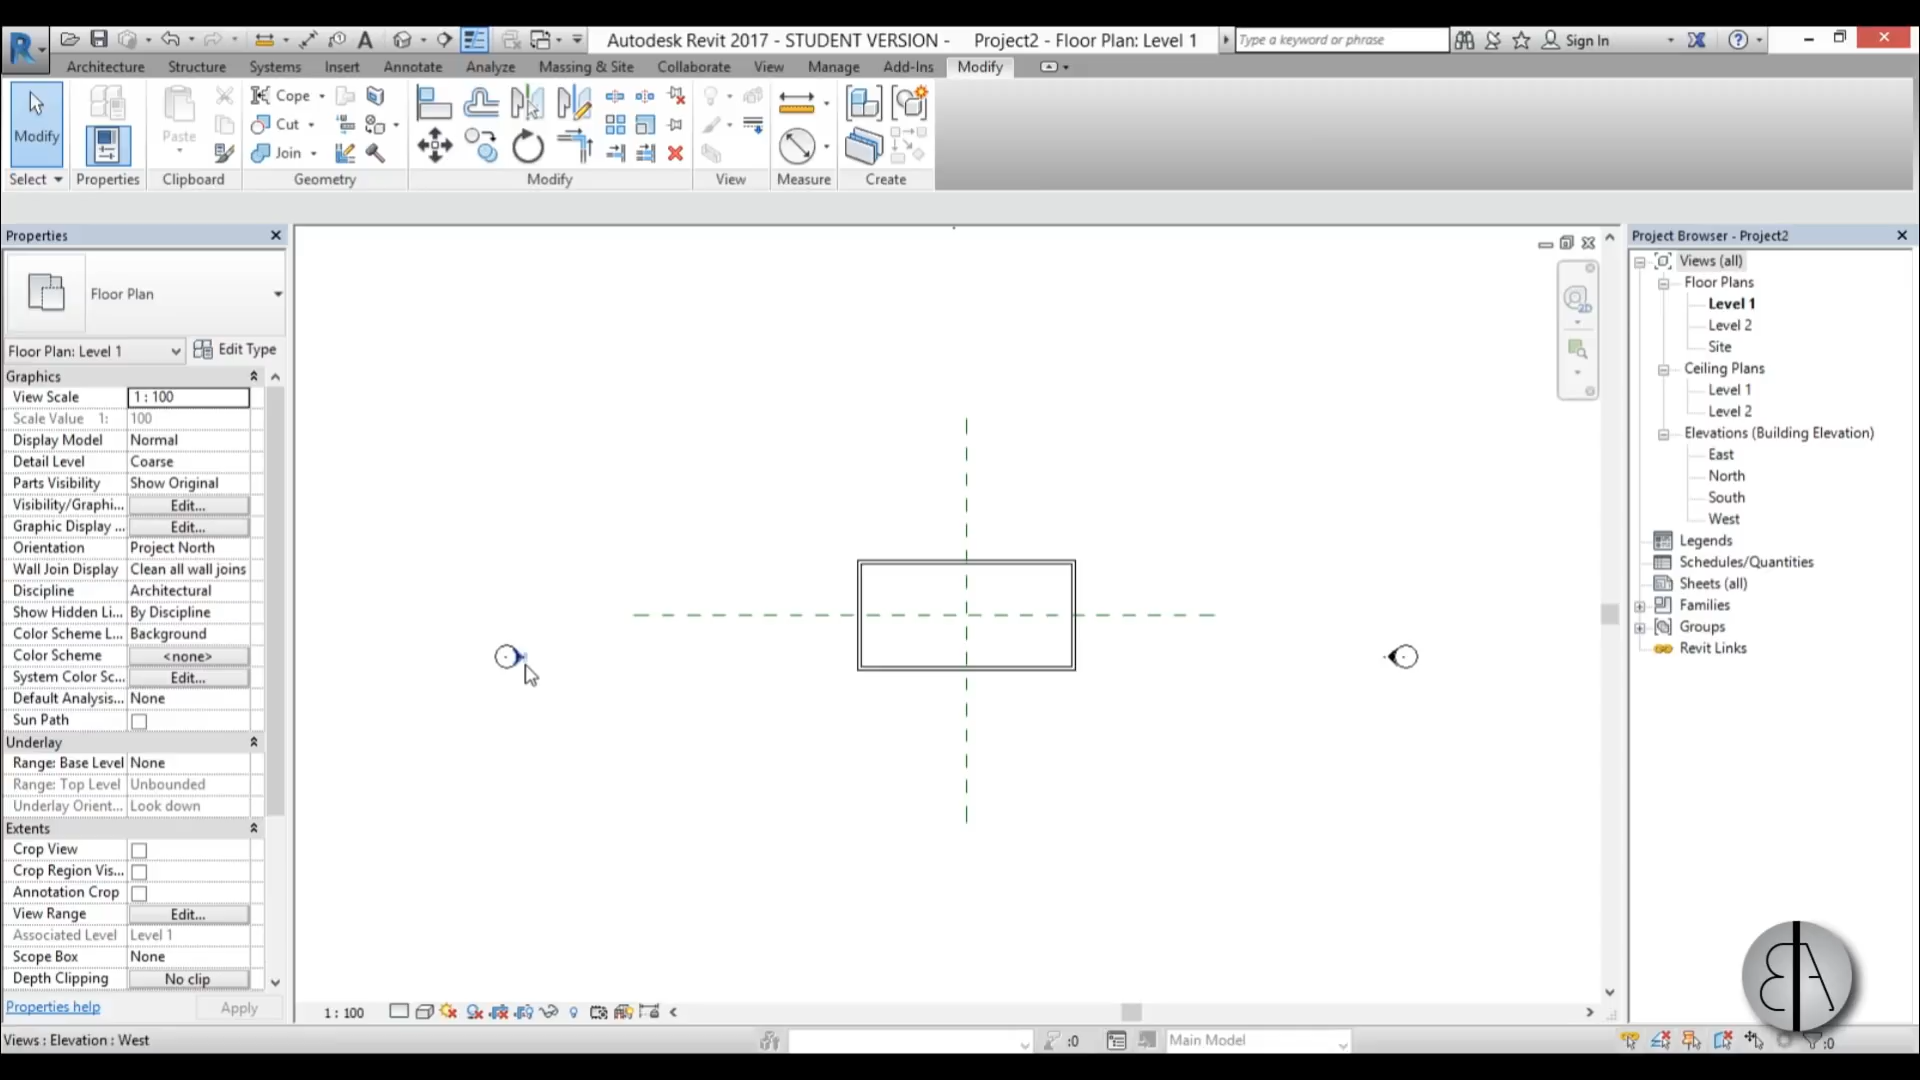 Autodesk Revit 2017 - STUDENT VERSION - Project2 - Floor Plan: Level 1
Type a keyword or phrase
Sign In
Architecture Structure Systems Insert Annotate Analyze Massing & Site Collaborate View Manage Add-Ins Modify
Modify
Paste
Cope
Cut
Join
Select Properties Clipboard Geometry Modify View Measure Create
Properties
Floor Plan
Floor Plan: Level 1 Edit Type
Graphics
View Scale 1 : 100
Scale Value 1: 100
Display Model Normal
Detail Level Coarse
Parts Visibility Show Original
Visibility/Graphi... Edit...
Graphic Display ... Edit...
Orientation Project North
Wall Join Display Clean all wall joins
Discipline Architectural
Show Hidden Li... By Discipline
Color Scheme L... Background
Color Scheme <none>
System Color Sc... Edit...
Default Analysis... None
Sun Path
Underlay
Range: Base Level None
Range: Top Level Unbounded
Underlay Orient... Look down
Extents
Crop View
Crop Region Vis...
Annotation Crop
View Range Edit...
Associated Level Level 1
Scope Box None
Depth Clipping No clip
Properties help Apply
2D
1 : 100
Project Browser - Project2
Views (all)
Floor Plans
Level 1
Level 2
Site
Ceiling Plans
Level 1
Level 2
Elevations (Building Elevation)
East
North
South
West
Legends
Schedules/Quantities
Sheets (all)
Families
Groups
Revit Links
Views : Elevation : West
:0
Main Model
:0